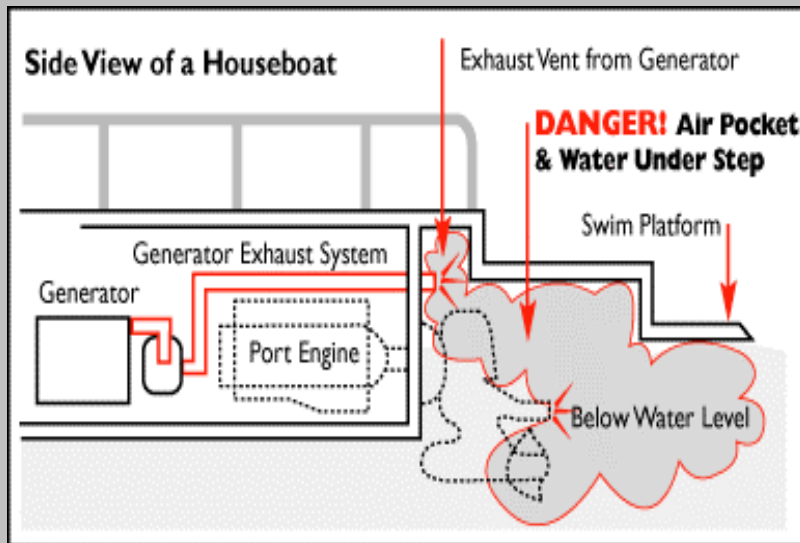 Side View of a Houseboat
Exhaust Vent from Generator
DANGER! Air Pocket
& Water Under Step
Swim Platform
Generator Exhaust System
Generator
Port Engine
Below Water Level